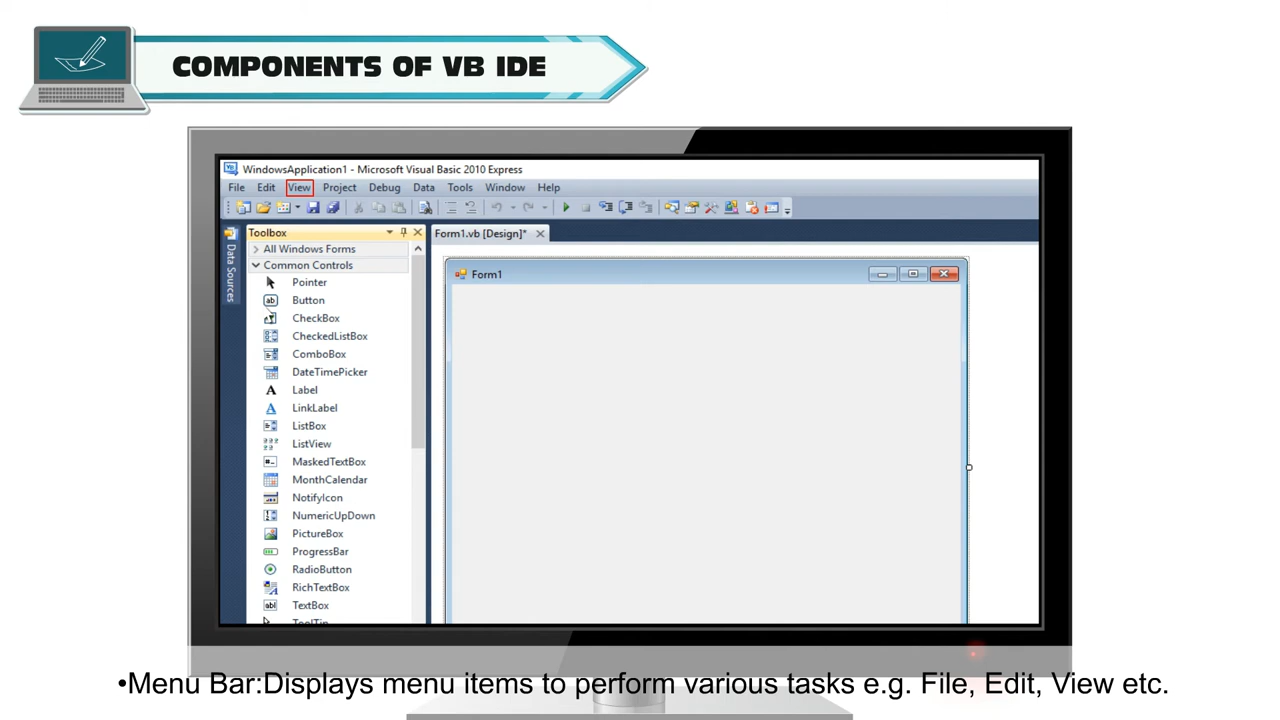 COMPONENTS OF VB IDE
WindowsApplication1 - Microsoft Visual Basic 2010 Express
File Edit View Project Debug Data Tools Window Help
Toolbox
Form1.vb [Design]*
Data Sources
All Windows Forms
Common Controls
Form1
Pointer
Button
CheckBox
CheckedListBox
ComboBox
DateTimePicker
Label
LinkLabel
ListBox
ListView
MaskedTextBox
MonthCalendar
NotifyIcon
NumericUpDown
PictureBox
ProgressBar
RadioButton
RichTextBox
TextBox
ToolTip
•Menu Bar:Displays menu items to perform various tasks e.g. File, Edit, View etc.